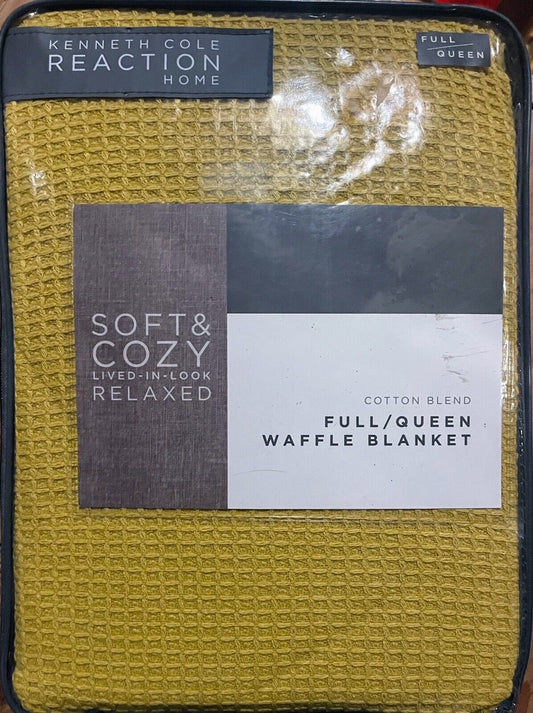 KENNETH COLE
REACTION
HOME
FULL
QUEEN
SOFT&
COZY
LIVED-IN-LOOK
RELAXED
COTTON BLEND
FULL/QUEEN
WAFFLE BLANKET